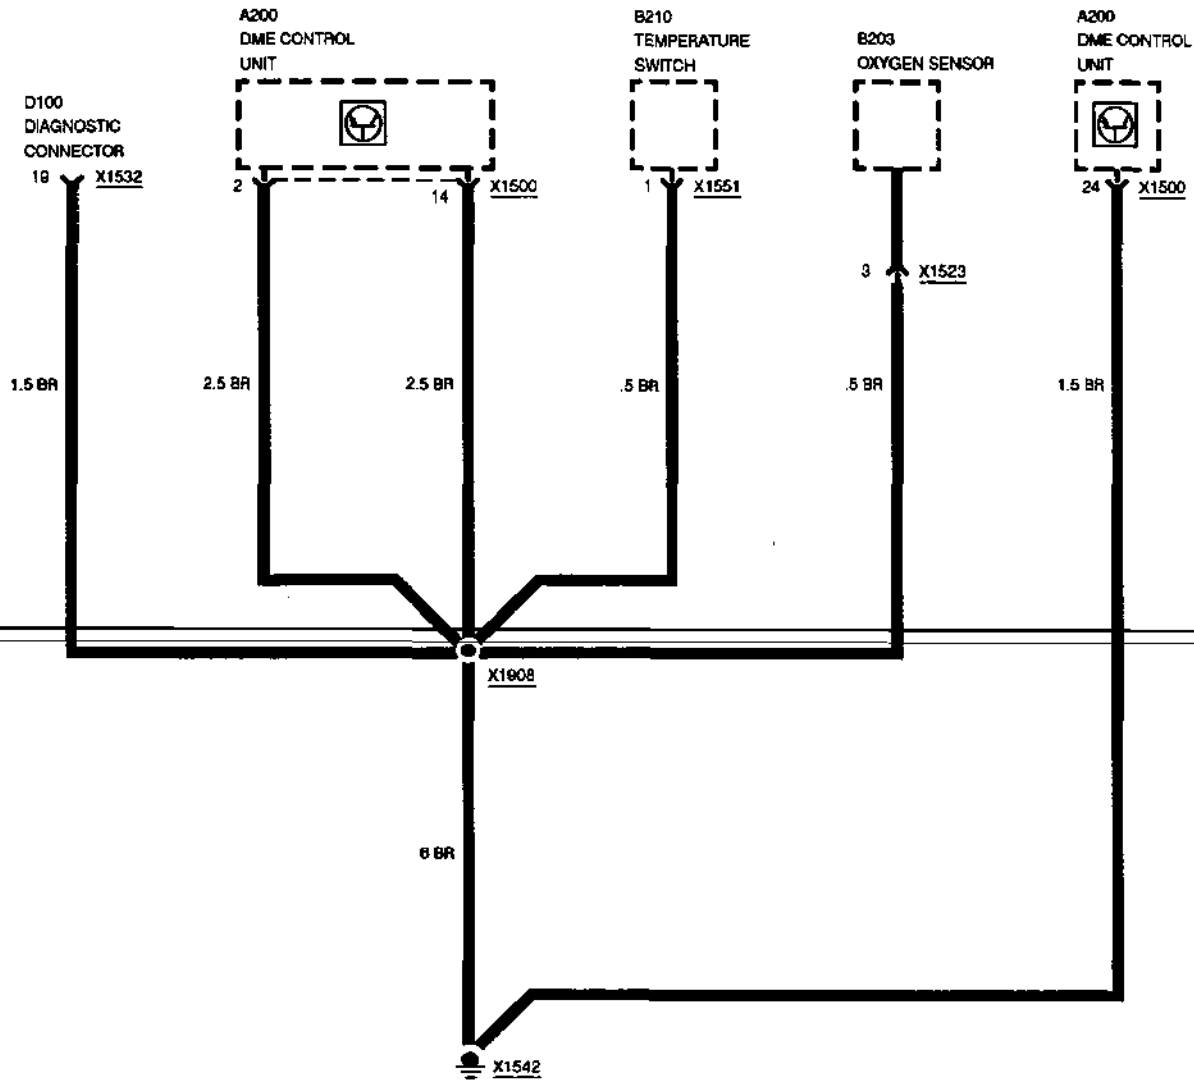 A200
DME CONTROL
UNIT
B210
TEMPERATURE
SWITCH
B203
OXYGEN SENSOR
A200
DME CONTROL
UNIT
D100
DIAGNOSTIC
CONNECTOR
19 X1532
2
14 X1500
1 X1551
24 X1500
3 X1523
1.5 BR
2.5 BR
2.5 BR
.5 BR
.5 BR
1.5 BR
X1908
6 BR
X1542